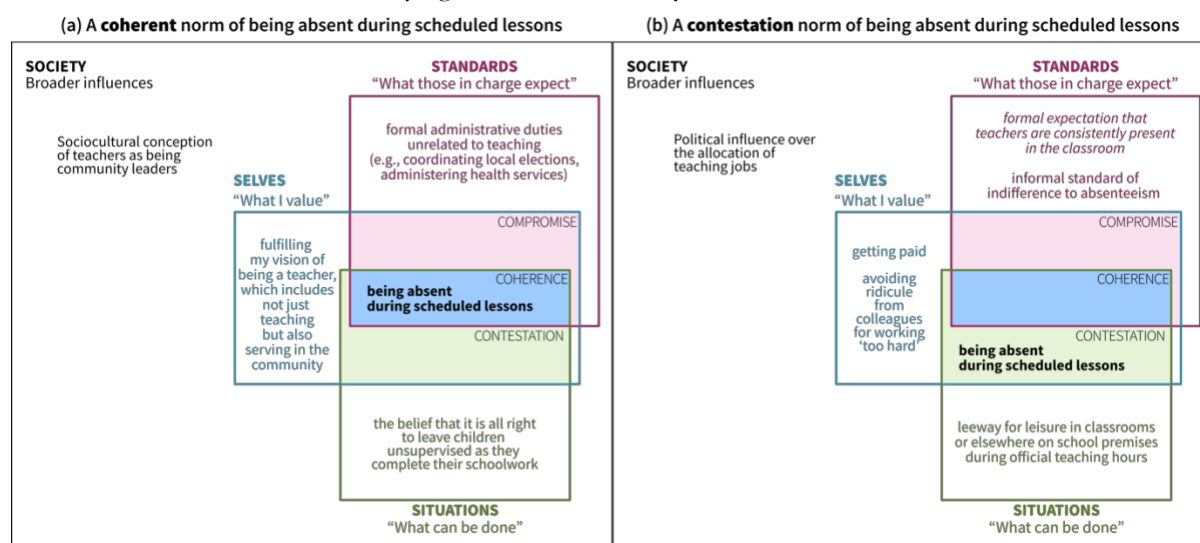 (a) A coherent norm of being absent during scheduled lessons
SOCIETY
Broader influences
STANDARDS
“What those in charge expect”
Sociocultural conception
of teachers as being
community leaders
formal administrative duties
unrelated to teaching
(e.g., coordinating local elections,
administering health services)
SELVES
“What I value”
COMPROMISE
fulfilling
my vision of
being a teacher,
which includes
not just
teaching
but also
serving in the
community
COHERENCE
being absent
during scheduled lessons
CONTESTATION
the belief that it is all right
to leave children
unsupervised as they
complete their schoolwork
SITUATIONS
“What can be done”
(b) A contestation norm of being absent during scheduled lessons
SOCIETY
Broader influences
STANDARDS
“What those in charge expect”
Political influence over
the allocation of
teaching jobs
formal expectation that
teachers are consistently present
in the classroom
informal standard of
indifference to absenteeism
SELVES
“What I value”
COMPROMISE
getting paid
avoiding
ridicule
from
colleagues
for working
‘too hard’
COHERENCE
CONTESTATION
being absent
during scheduled lessons
leeway for leisure in classrooms
or elsewhere on school premises
during official teaching hours
SITUATIONS
“What can be done”